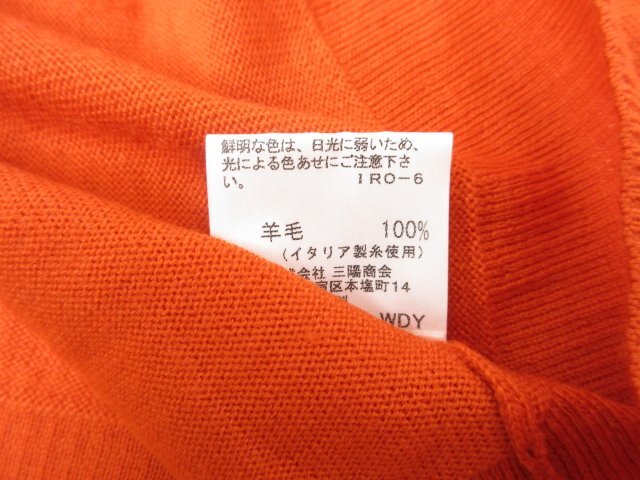 鮮明な色は、日光に弱いため、
光による色あせにご注意下さ
い。 IRO-6
羊毛 100%
(イタリア製糸使用)
会社 三陽商会
区本塩町14
WDY